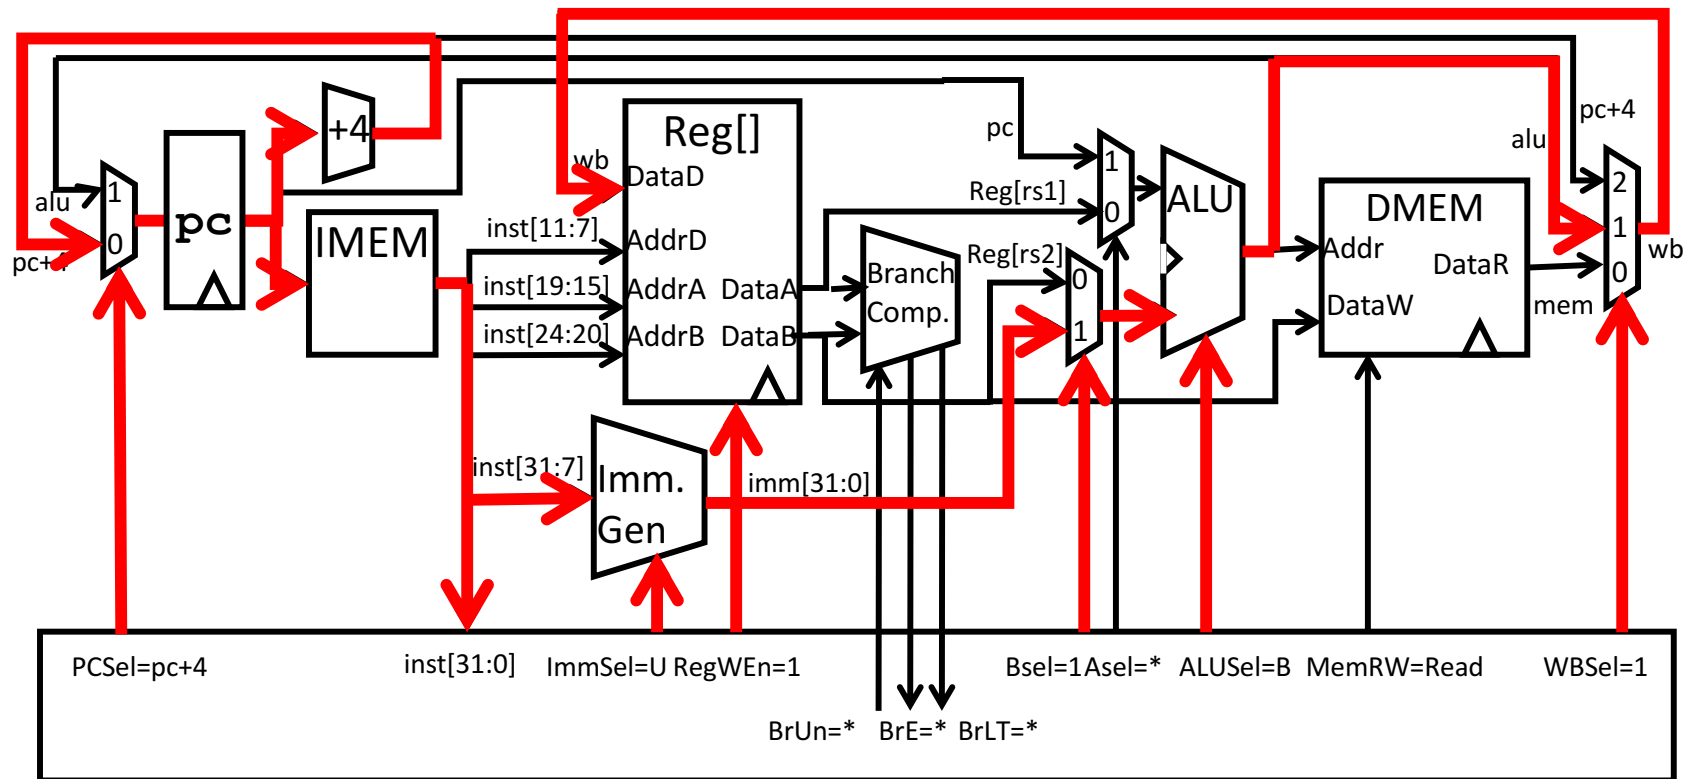 pc+4
alu
pc
+4
wb
Reg[]
DataD
AddrD
AddrA
AddrB
DataA
DataB
inst[11:7]
inst[19:15]
inst[24:20]
IMEM
pc
alu
1
0
pc+4
Reg[rs1]
Reg[rs2]
1
0
0
1
ALU
Branch
Comp.
DMEM
Addr
DataW
DataR
mem
2
1
0
wb
inst[31:7]
Imm.
Gen
imm[31:0]
PCSel=pc+4
inst[31:0]
ImmSel=U
RegWEn=1
Bsel=1
Asel=*
ALUSel=B
MemRW=Read
WBSel=1
BrUn=*
BrE=*
BrLT=*